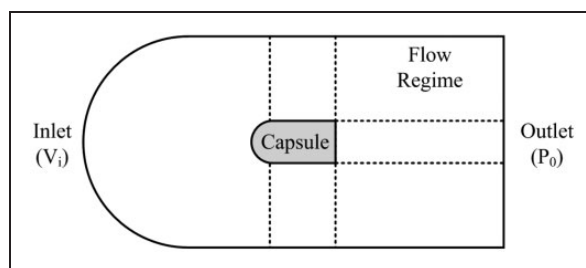 Flow
Regime
Inlet
(Vᵢ)
Capsule
Outlet
(P₀)